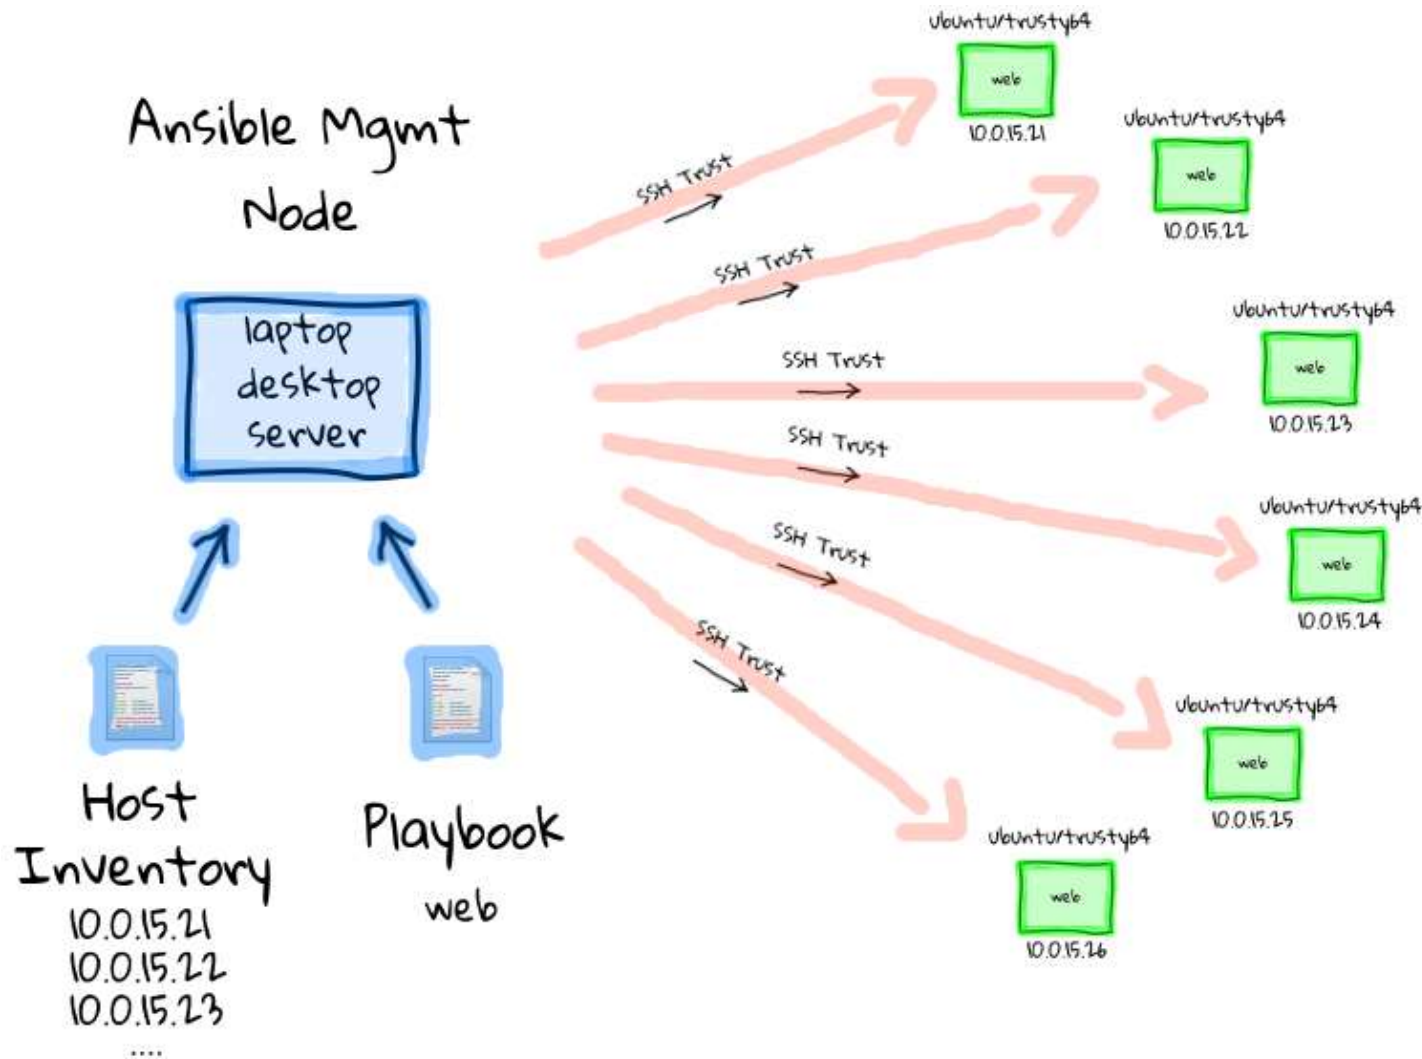 Ansible Mgmt
Node
laptop
desktop
server
Host
Inventory
10.0.15.21
10.0.15.22
10.0.15.23
....
Playbook
web
SSH Trust
SSH Trust
SSH Trust
SSH Trust
SSH Trust
SSH Trust
ubuntu/trusty64
web
10.0.15.21
ubuntu/trusty64
web
10.0.15.22
ubuntu/trusty64
web
10.0.15.23
ubuntu/trusty64
web
10.0.15.24
ubuntu/trusty64
web
10.0.15.25
ubuntu/trusty64
web
10.0.15.26